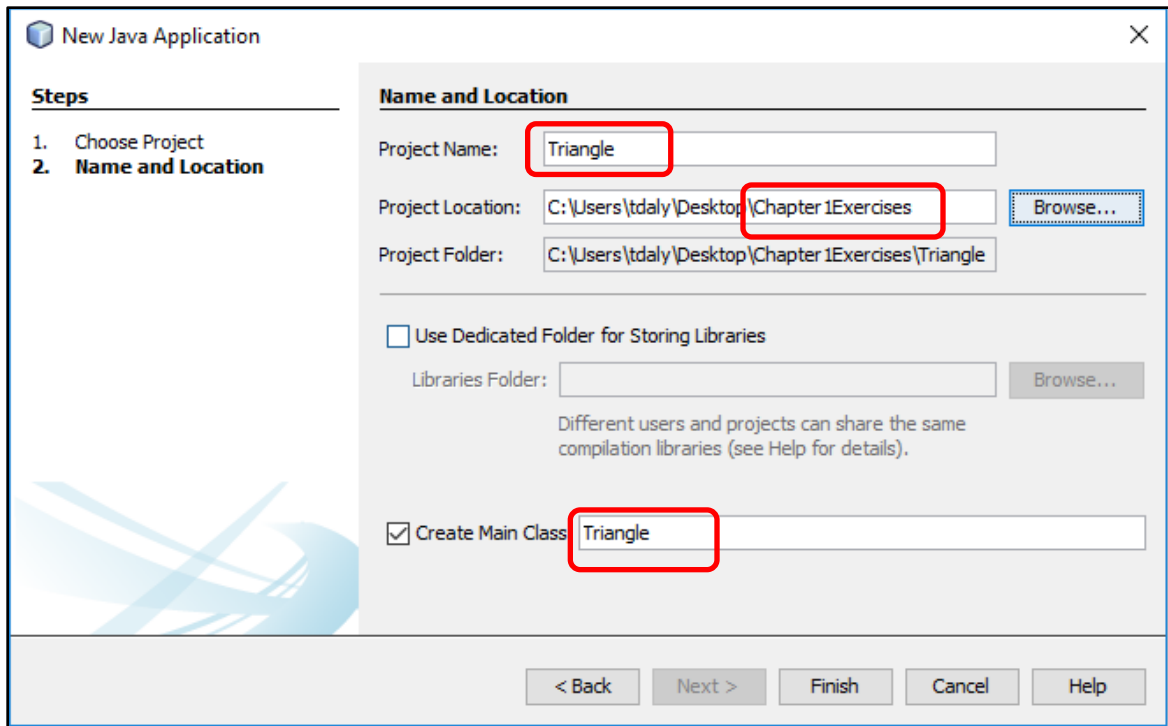 New Java Application
Steps
1. Choose Project
2. Name and Location
Name and Location
Project Name: Triangle
Project Location: C:\Users\tdaly\Desktop\Chapter1Exercises Browse...
Project Folder: C:\Users\tdaly\Desktop\Chapter1Exercises\Triangle
Use Dedicated Folder for Storing Libraries
Libraries Folder: Browse...
Different users and projects can share the same
compilation libraries (see Help for details).
Create Main Class Triangle
< Back Next > Finish Cancel Help